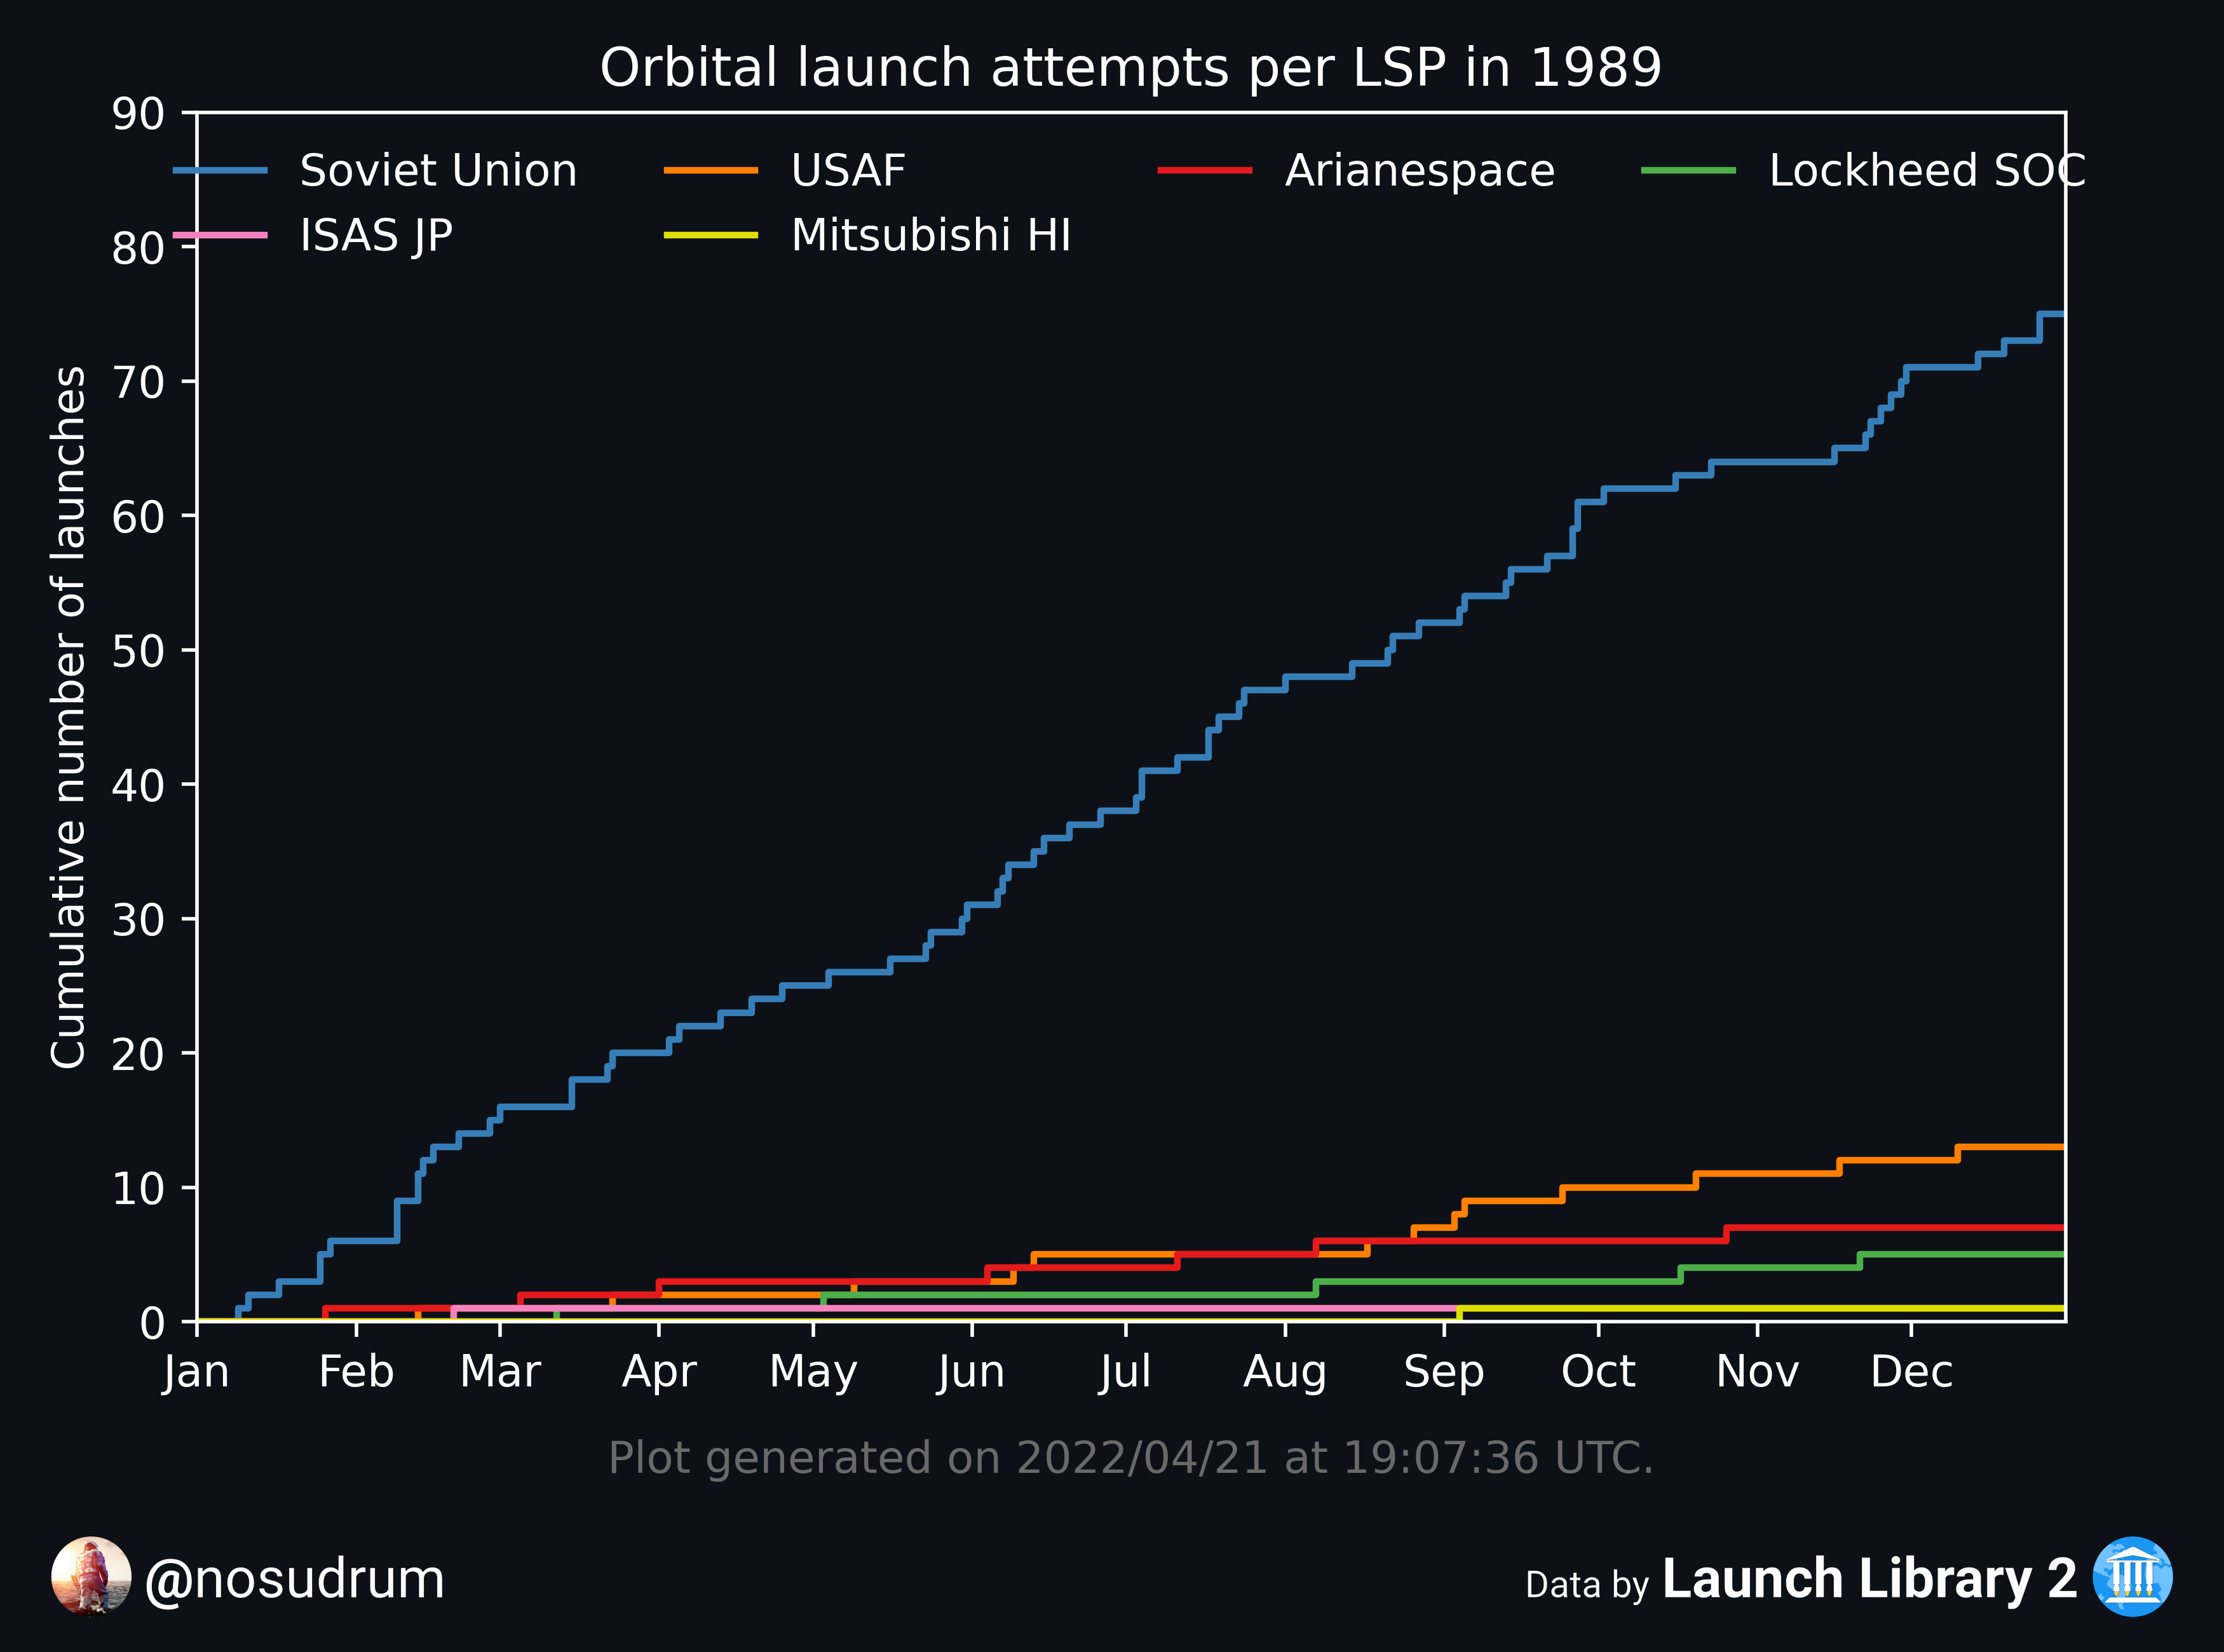 Orbital launch attempts per LSP in 1989
90
80
70
60
50
40
30
20
10
0
Cumulative number of launches
Soviet Union USAF Arianespace Lockheed SOC
ISAS JP Mitsubishi HI
Jan Feb Mar Apr May Jun Jul Aug Sep Oct Nov Dec
Plot generated on 2022/04/21 at 19:07:36 UTC.
@nosudrum
Data by Launch Library 2